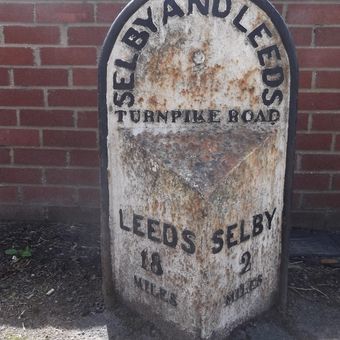 SELBY AND LEEDS
TURNPIKE ROAD
LEEDS SELBY
18 2
MILES MILES